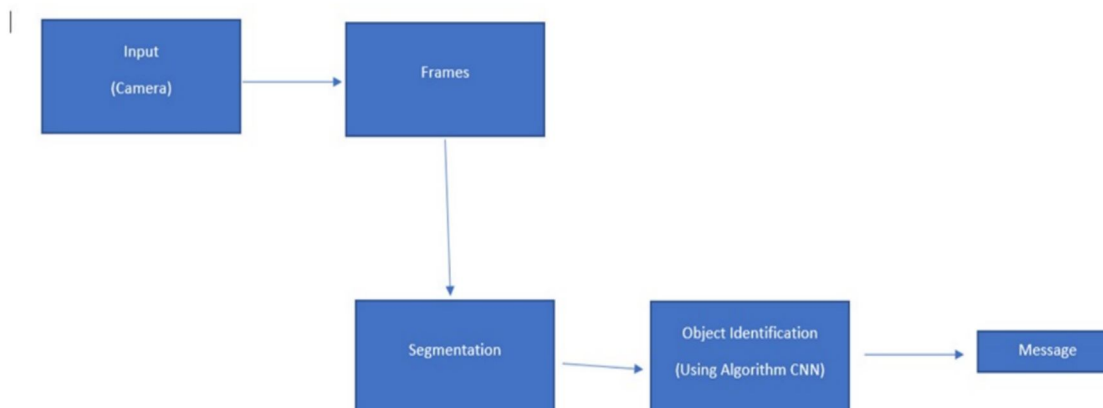 Input
(Camera)
Frames
Segmentation
Object Identification
(Using Algorithm CNN)
Message